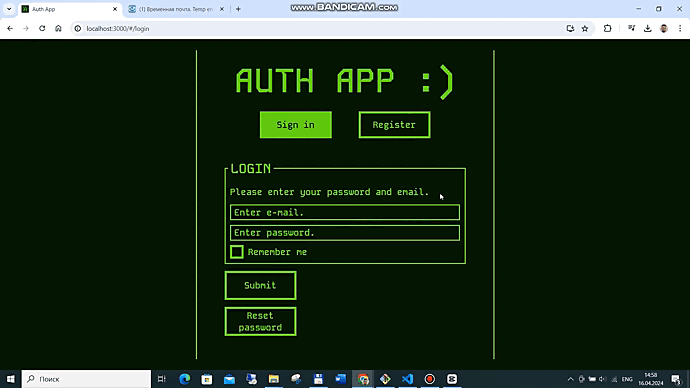 Auth App
(1) Временная почта. Temp em
www.BANDICAM.com
localhost:3000/#/login
AUTH APP :)
Sign in
Register
LOGIN
Please enter your password and email.
Enter e-mail.
Enter password.
Remember me
Submit
Reset
password
Поиск
ENG
14:58
16.04.2024